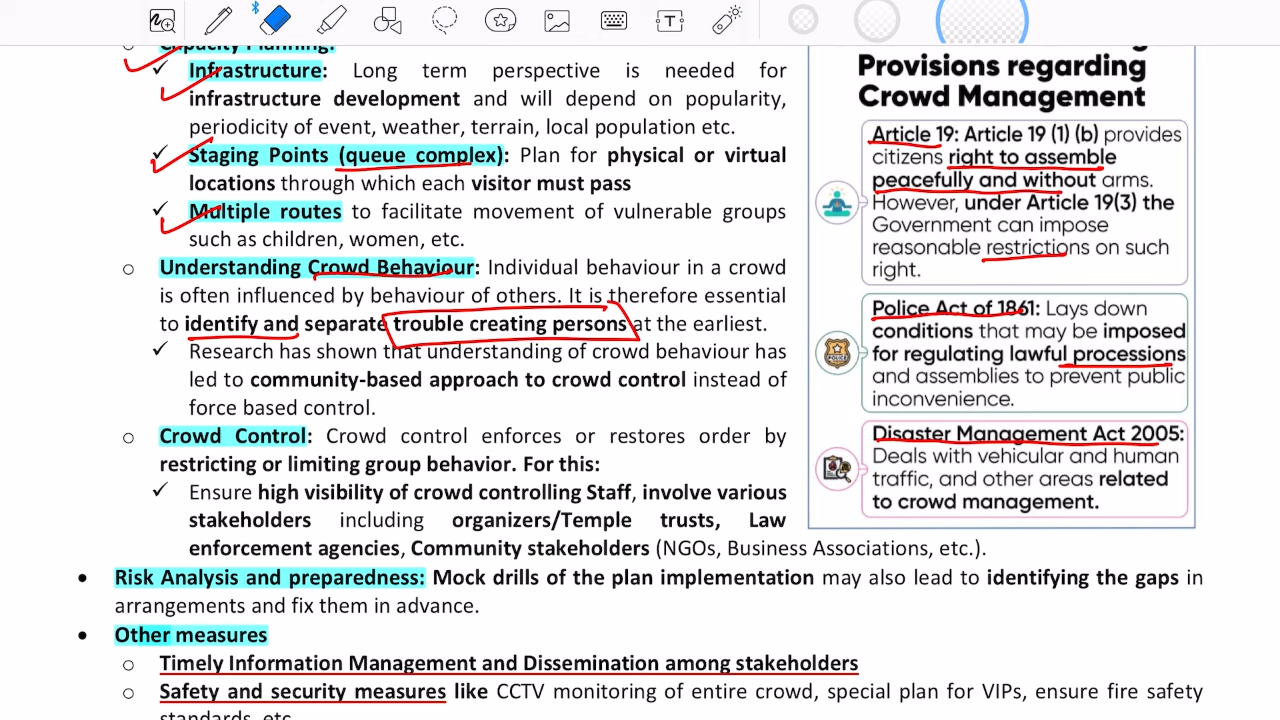 Capacity Planning:
✓ Infrastructure: Long term perspective is needed for
infrastructure development and will depend on popularity,
periodicity of event, weather, terrain, local population etc.
✓ Staging Points (queue complex): Plan for physical or virtual
locations through which each visitor must pass
✓ Multiple routes to facilitate movement of vulnerable groups
such as children, women, etc.
o Understanding Crowd Behaviour: Individual behaviour in a crowd
is often influenced by behaviour of others. It is therefore essential
to identify and separate trouble creating persons at the earliest.
✓ Research has shown that understanding of crowd behaviour has
led to community-based approach to crowd control instead of
force based control.
o Crowd Control: Crowd control enforces or restores order by
restricting or limiting group behavior. For this:
✓ Ensure high visibility of crowd controlling Staff, involve various
stakeholders including organizers/Temple trusts, Law
enforcement agencies, Community stakeholders (NGOs, Business Associations, etc.).
• Risk Analysis and preparedness: Mock drills of the plan implementation may also lead to identifying the gaps in
arrangements and fix them in advance.
• Other measures
o Timely Information Management and Dissemination among stakeholders
o Safety and security measures like CCTV monitoring of entire crowd, special plan for VIPs, ensure fire safety
standards, etc.
Provisions regarding
Crowd Management
Article 19: Article 19 (1) (b) provides
citizens right to assemble
peacefully and without arms.
However, under Article 19(3) the
Government can impose
reasonable restrictions on such
right.
Police Act of 1861: Lays down
conditions that may be imposed
for regulating lawful processions
and assemblies to prevent public
inconvenience.
Disaster Management Act 2005:
Deals with vehicular and human
traffic, and other areas related
to crowd management.
POLICE
T